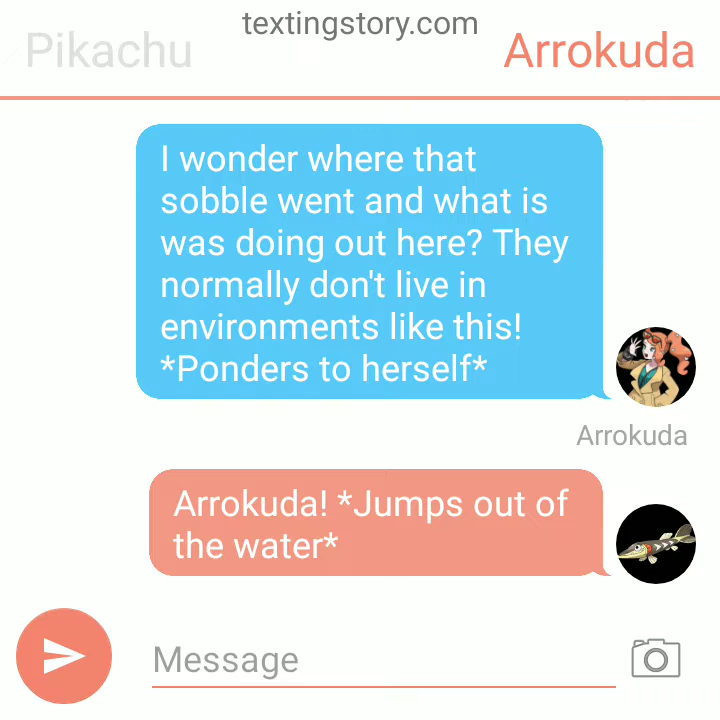 textingstory.com
Pikachu
Arrokuda
I wonder where that
sobble went and what is
was doing out here? They
normally don't live in
environments like this!
*Ponders to herself*
Arrokuda
Arrokuda! *Jumps out of
the water*
Message